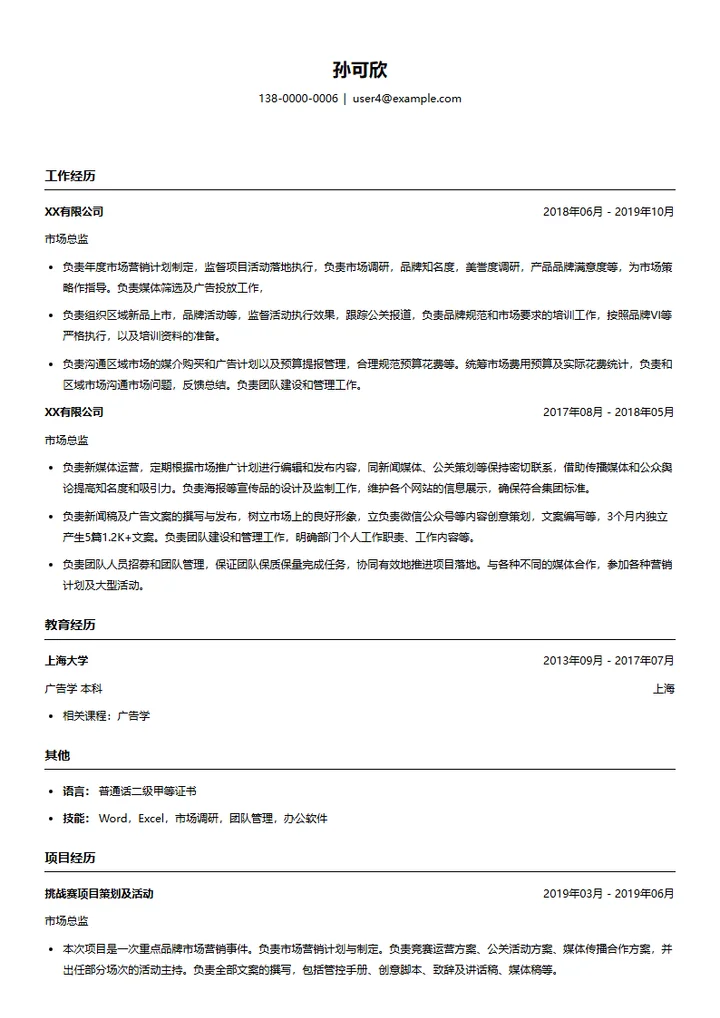 孙可欣
138-0000-0006 | user4@example.com
工作经历
XX有限公司 2018年06月 - 2019年10月
市场总监
• 负责年度市场营销计划制定，监督项目活动落地执行，负责市场调研，品牌知名度，美誉度调研，产品品牌满意度等，为市场策
略作指导。负责媒体筛选及广告投放工作，
• 负责组织区域新品上市，品牌活动等，监督活动执行效果，跟踪公关报道，负责品牌规范和市场要求的培训工作，按照品牌VI等
严格执行，以及培训资料的准备。
• 负责沟通区域市场的媒介购买和广告计划以及预算提报管理，合理规范预算花费等。统筹市场费用预算及实际花费统计，负责和
区域市场沟通市场问题，反馈总结。负责团队建设和管理工作。
XX有限公司 2017年08月 - 2018年05月
市场总监
• 负责新媒体运营，定期根据市场推广计划进行编辑和发布内容，同新闻媒体、公关策划等保持密切联系，借助传播媒体和公众舆
论提高知名度和吸引力。负责海报等宣传品的设计及监制工作，维护各个网站的信息展示，确保符合集团标准。
• 负责新闻稿及广告文案的撰写与发布，树立市场上的良好形象，立负责微信公众号等内容创意策划，文案编写等，3个月内独立
产生5篇1.2K+文案。负责团队建设和管理工作，明确部门个人工作职责、工作内容等。
• 负责团队人员招募和团队管理，保证团队保质保量完成任务，协同有效地推进项目落地。与各种不同的媒体合作，参加各种营销
计划及大型活动。
教育经历
上海大学 2013年09月 - 2017年07月
广告学 本科 上海
• 相关课程：广告学
其他
• 语言： 普通话二级甲等证书
• 技能： Word，Excel，市场调研，团队管理，办公软件
项目经历
挑战赛项目策划及活动 2019年03月 - 2019年06月
市场总监
• 本次项目是一次重点品牌市场营销事件。负责市场营销计划与制定。负责竞赛运营方案、公关活动方案、媒体传播合作方案，并
出任部分场次的活动主持。负责全部文案的撰写，包括管控手册、创意脚本、致辞及讲话稿、媒体稿等。